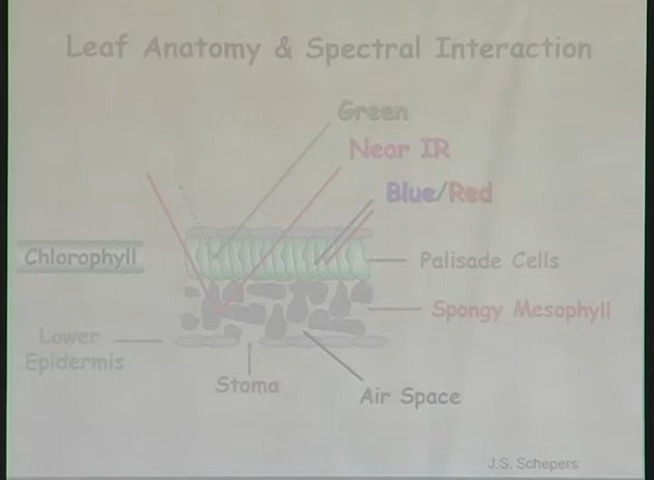 Leaf Anatomy & Spectral Interaction
Green
Near IR
Blue/Red
Chlorophyll
Palisade Cells
Spongy Mesophyll
Lower
Epidermis
Stoma
Air Space
J.S. Schepers